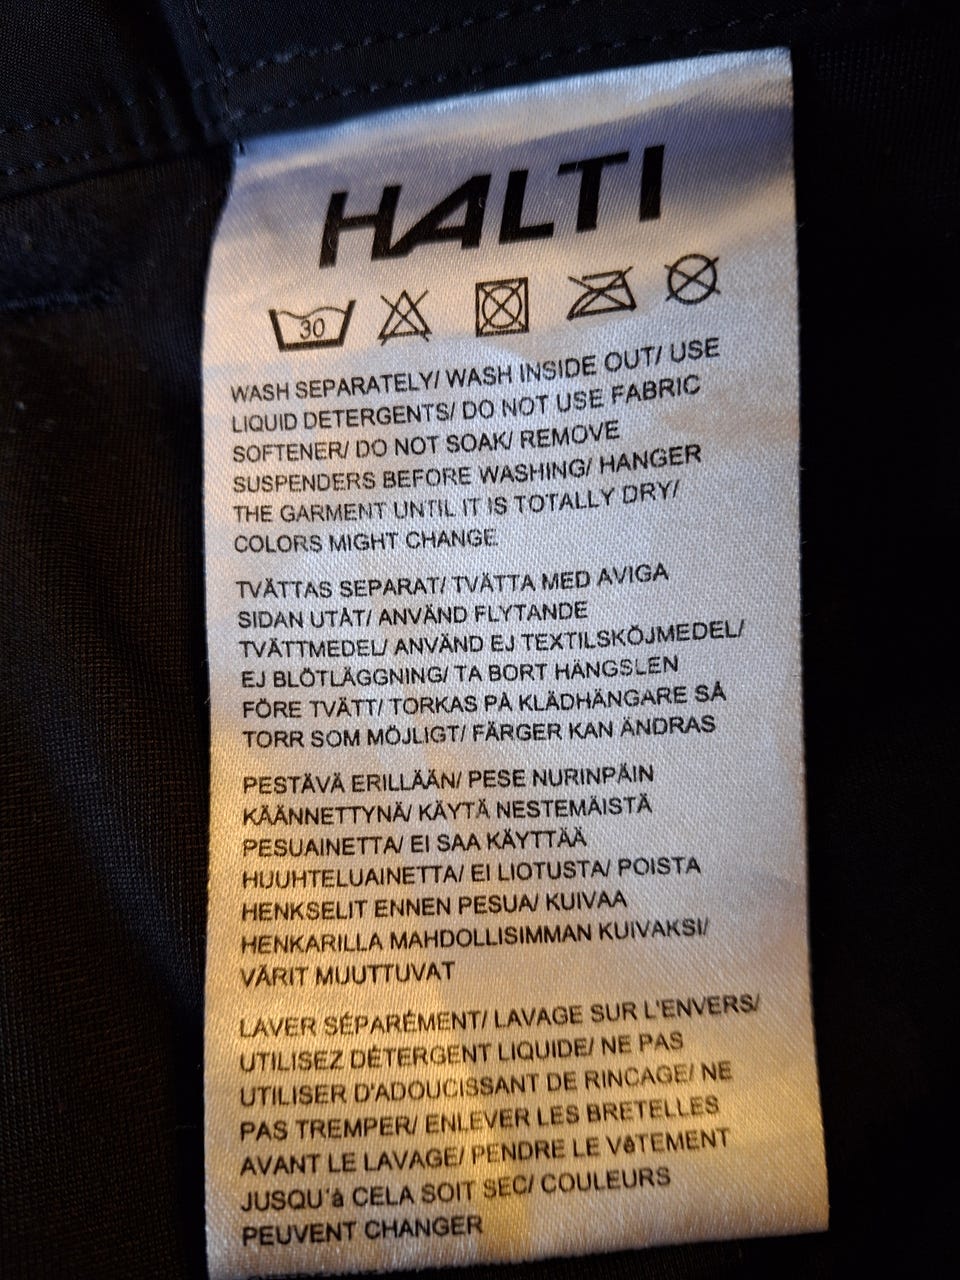 HALTI
30
WASH SEPARATELY/ WASH INSIDE OUT/ USE
LIQUID DETERGENTS/ DO NOT USE FABRIC
SOFTENER/ DO NOT SOAK/ REMOVE
SUSPENDERS BEFORE WASHING/ HANGER
THE GARMENT UNTIL IT IS TOTALLY DRY/
COLORS MIGHT CHANGE
TVÄTTAS SEPARAT/ TVÄTTA MED AVIGA
SIDAN UTÅT/ ANVÄND FLYTANDE
TVÄTTMEDEL/ ANVÄND EJ TEXTILSKÖJMEDEL/
EJ BLÖTLÄGGNING/ TA BORT HÄNGSLEN
FÖRE TVÄTT/ TORKAS PÅ KLÄDHÄNGARE SÅ
TORR SOM MÖJLIGT/ FÄRGER KAN ÄNDRAS
PESTÄVÄ ERILLÄÄN/ PESE NURINPÄIN
KÄÄNNETTYNÄ/ KÄYTÄ NESTEMÄISTÄ
PESUAINETTA/ EI SAA KÄYTTÄÄ
HUUHTELUAINETTA/ EI LIOTUSTA/ POISTA
HENKSELIT ENNEN PESUA/ KUIVAA
HENKARILLA MAHDOLLISIMMAN KUIVAKSI/
VÄRIT MUUTTUVAT
LAVER SÉPARÉMENT/ LAVAGE SUR L'ENVERS/
UTILISEZ DÉTERGENT LIQUIDE/ NE PAS
UTILISER D'ADOUCISSANT DE RINCAGE/ NE
PAS TREMPER/ ENLEVER LES BRETELLES
AVANT LE LAVAGE/ PENDRE LE VêTEMENT
JUSQU'à CELA SOIT SEC/ COULEURS
PEUVENT CHANGER